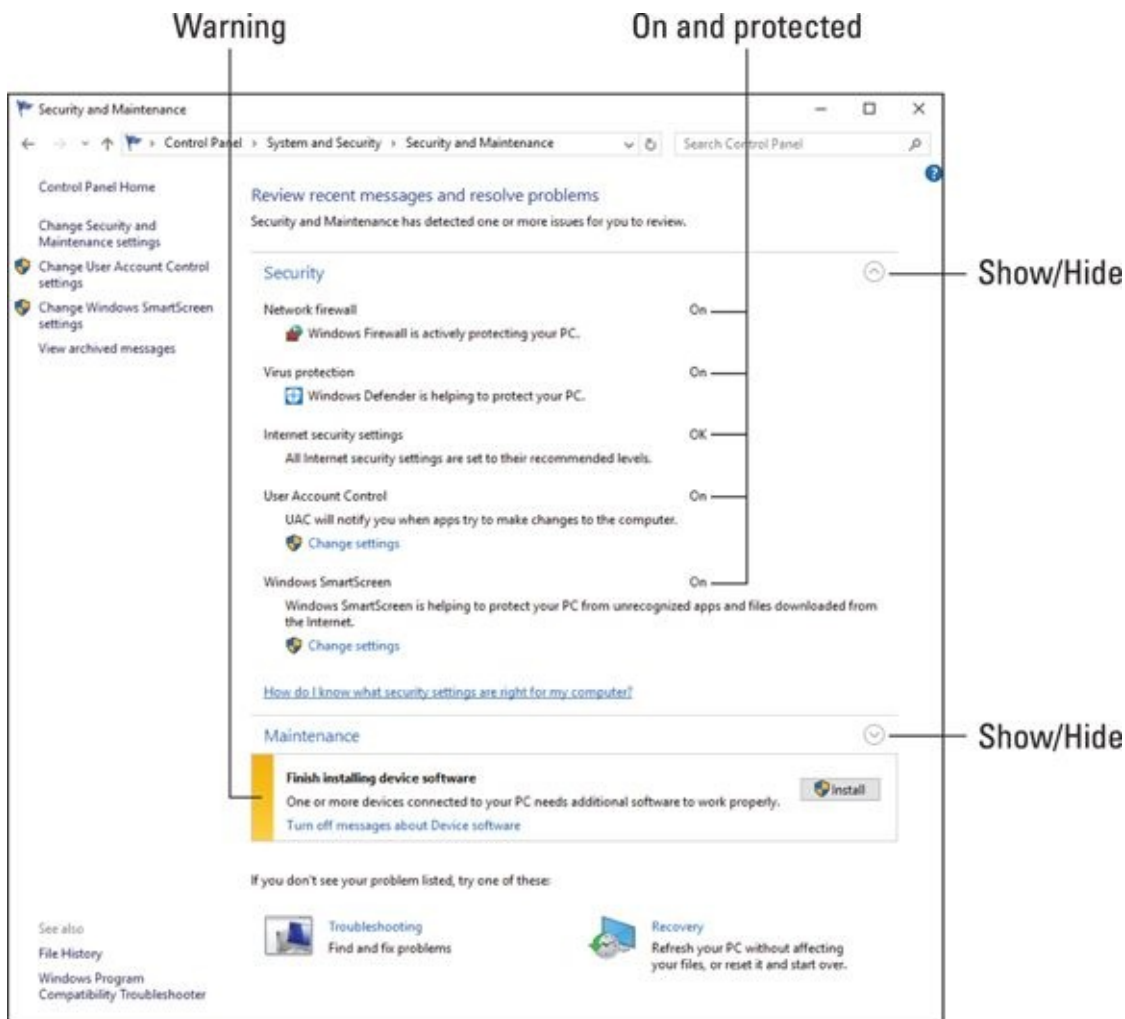 Warning
On and protected
Security and Maintenance
Control Panel > System and Security > Security and Maintenance
Search Control Panel
Control Panel Home
Change Security and
Maintenance settings
Change User Account Control
settings
Change Windows SmartScreen
settings
View archived messages
Review recent messages and resolve problems
Security and Maintenance has detected one or more issues for you to review.
Security
Show/Hide
Network firewall On
Windows Firewall is actively protecting your PC.
Virus protection On
Windows Defender is helping to protect your PC.
Internet security settings OK
All Internet security settings are set to their recommended levels.
User Account Control On
UAC will notify you when apps try to make changes to the computer.
Change settings
Windows SmartScreen On
Windows SmartScreen is helping to protect your PC from unrecognized apps and files downloaded from
the Internet.
Change settings
How do I know what security settings are right for my computer?
Maintenance
Show/Hide
Finish installing device software
One or more devices connected to your PC needs additional software to work properly.
Install
Turn off messages about Device software
If you don't see your problem listed, try one of these:
Troubleshooting
Find and fix problems
Recovery
Refresh your PC without affecting
your files, or reset it and start over.
See also
File History
Windows Program
Compatibility Troubleshooter